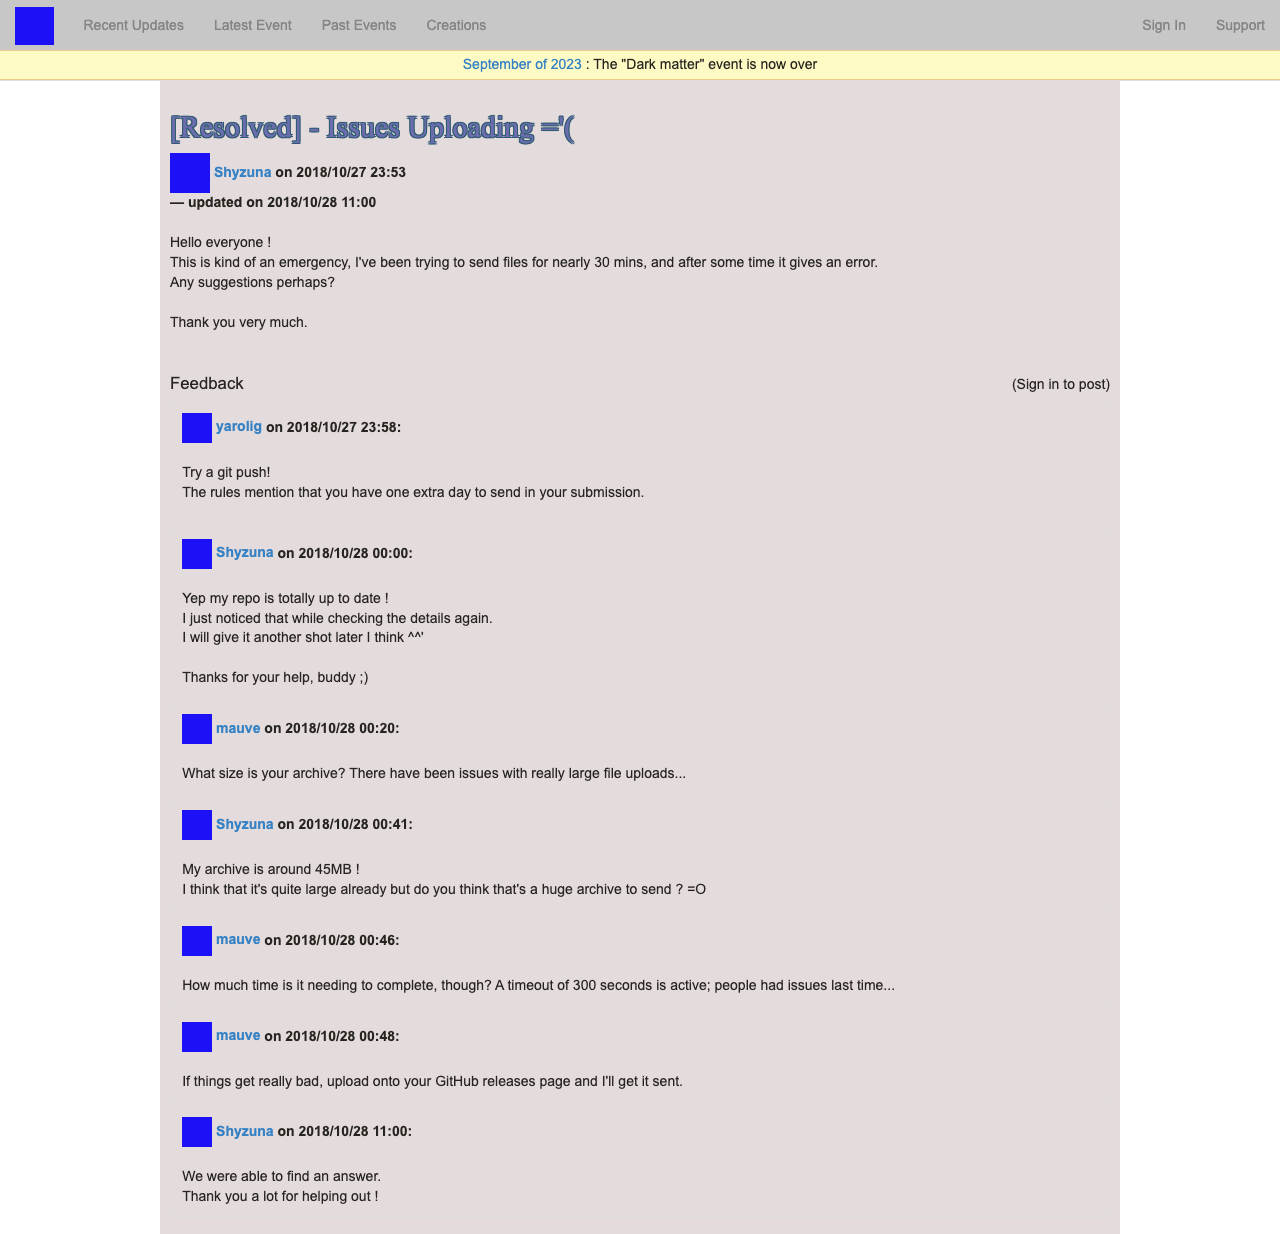 Recent Updates Latest Event Past Events Creations Sign In Support
September of 2023 : The "Dark matter" event is now over
[Resolved] - Issues Uploading ='(
Shyzuna on 2018/10/27 23:53
— updated on 2018/10/28 11:00
Hello everyone !
This is kind of an emergency, I've been trying to send files for nearly 30 mins, and after some time it gives an error.
Any suggestions perhaps?
Thank you very much.
Feedback (Sign in to post)
yarolig on 2018/10/27 23:58:
Try a git push!
The rules mention that you have one extra day to send in your submission.
Shyzuna on 2018/10/28 00:00:
Yep my repo is totally up to date !
I just noticed that while checking the details again.
I will give it another shot later I think ^^'
Thanks for your help, buddy ;)
mauve on 2018/10/28 00:20:
What size is your archive? There have been issues with really large file uploads...
Shyzuna on 2018/10/28 00:41:
My archive is around 45MB !
I think that it's quite large already but do you think that's a huge archive to send ? =O
mauve on 2018/10/28 00:46:
How much time is it needing to complete, though? A timeout of 300 seconds is active; people had issues last time...
mauve on 2018/10/28 00:48:
If things get really bad, upload onto your GitHub releases page and I'll get it sent.
Shyzuna on 2018/10/28 11:00:
We were able to find an answer.
Thank you a lot for helping out !